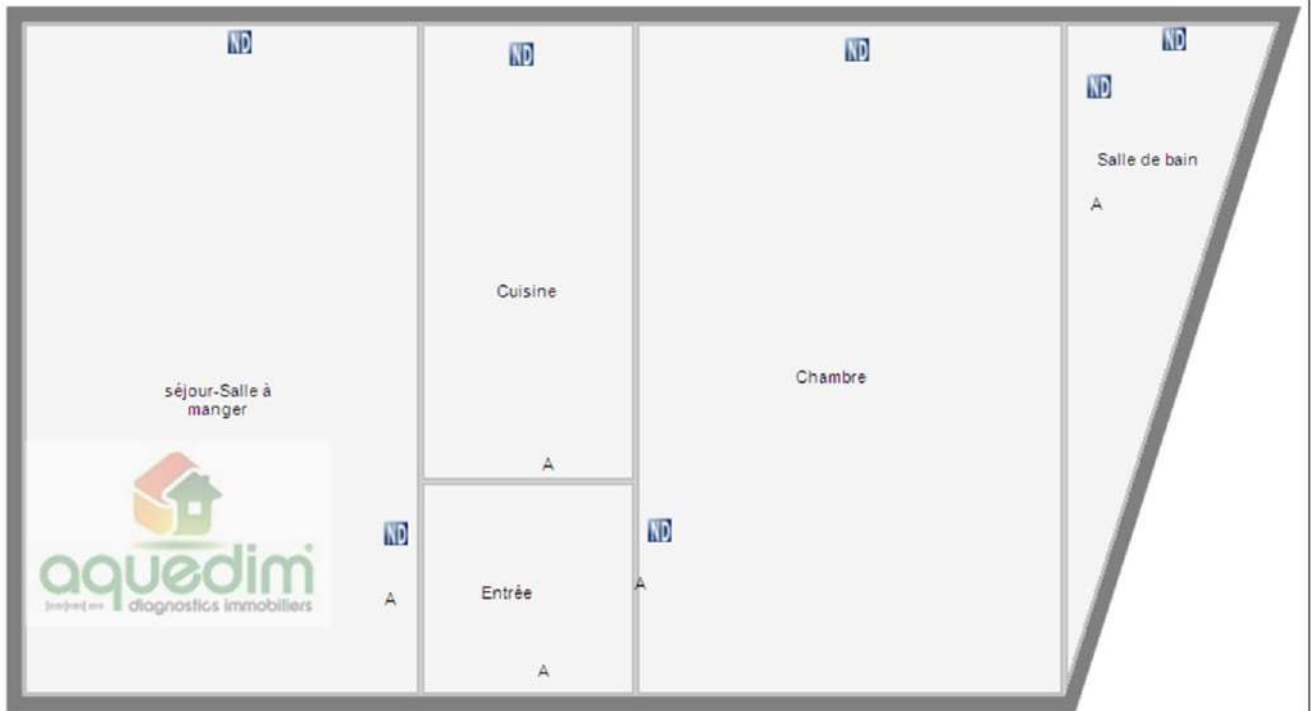 ND
ND
ND
ND
ND
Salle de bain
A
Cuisine
Chambre
séjour-Salle à
manger
A
ND
ND
aquedim
diagnostics immobiliers
A
Entrée
A
A